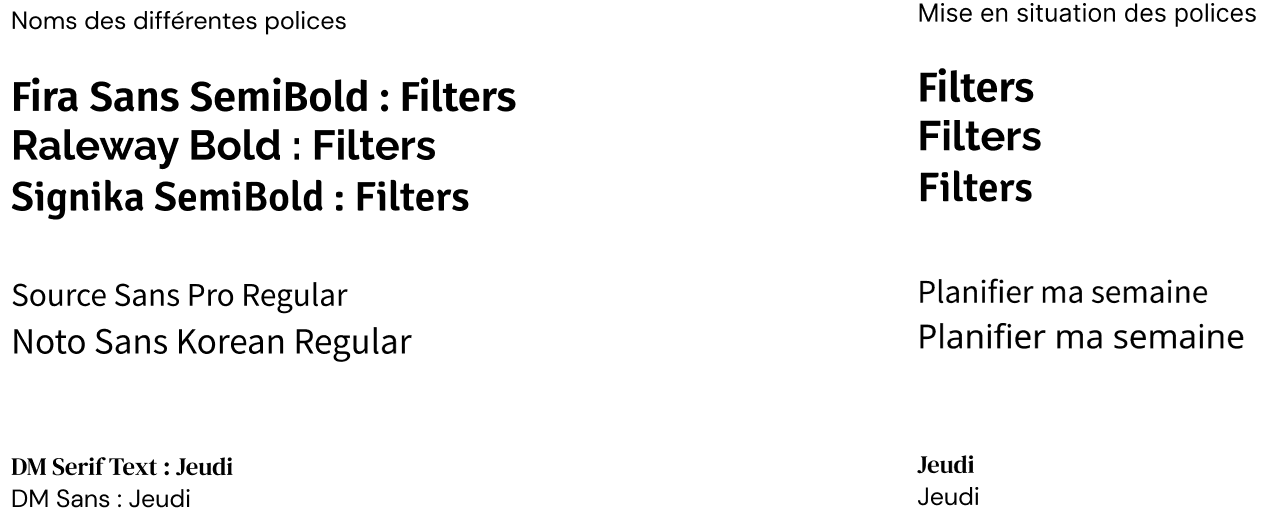 Noms des différentes polices
Fira Sans SemiBold : Filters
Raleway Bold : Filters
Signika SemiBold : Filters
Source Sans Pro Regular
Noto Sans Korean Regular
DM Serif Text : Jeudi
DM Sans : Jeudi
Mise en situation des polices
Filters
Filters
Filters
Planifier ma semaine
Planifier ma semaine
Jeudi
Jeudi